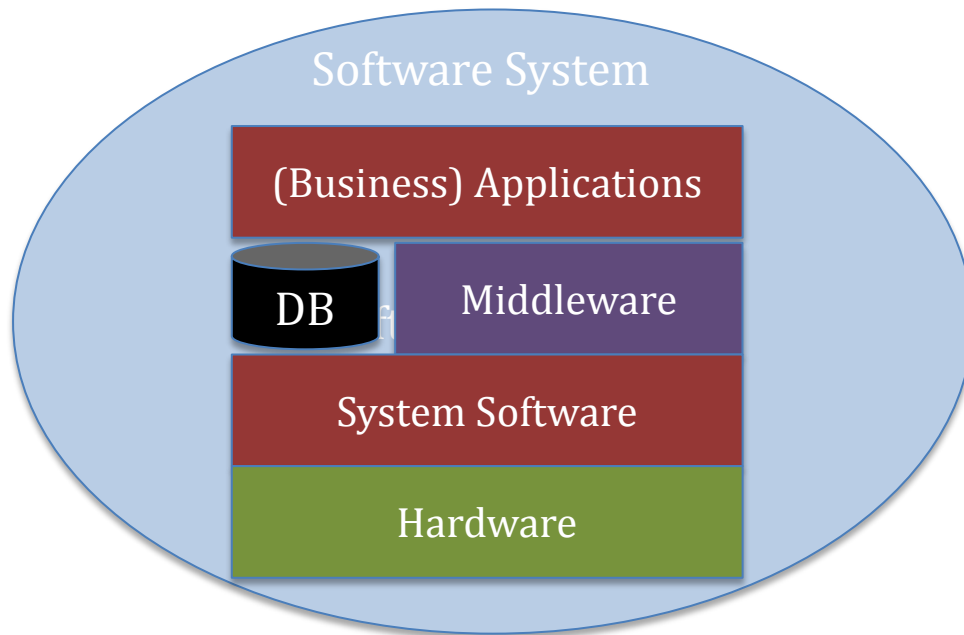 Software System
(Business) Applications
DB
Middleware
System Software
Hardware